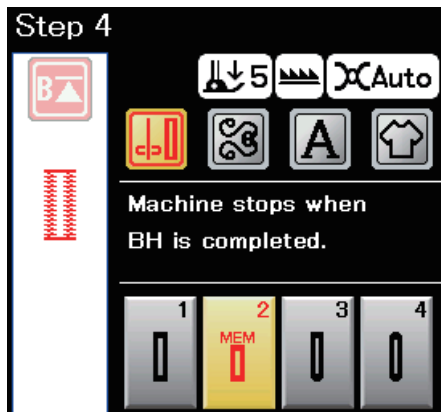 Step 4
B
5 Auto
A
Machine stops when
BH is completed.
1 2 3 4
MEM